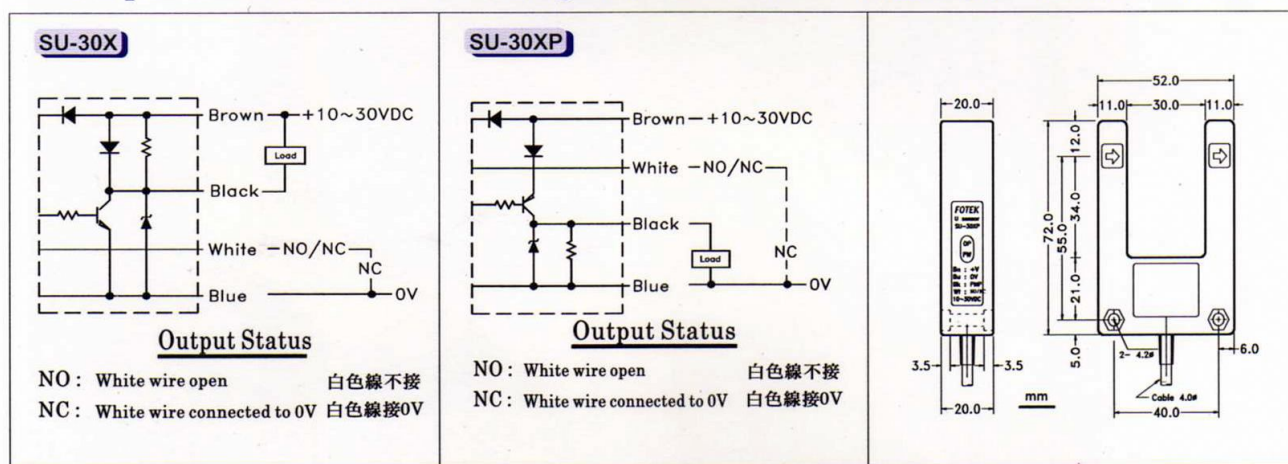 SU-30X
Brown
+10~30VDC
Load
Black
White
NO/NC
NC
Blue
0V
Output Status
NO : White wire open 白色線不接
NC : White wire connected to 0V 白色線接0V
SU-30XP
Brown
+10~30VDC
White
NO/NC
Black
Load
NC
Blue
0V
Output Status
NO : White wire open 白色線不接
NC : White wire connected to 0V 白色線接0V
20.0
FOTEK
U
SU-30XP
OP
PW
: +V
: 0V
: PNP
10-30VDC
3.5
3.5
20.0
mm
52.0
11.0
30.0
11.0
12.0
34.0
72.0
55.0
21.0
5.0
6.0
2- 4.2ø
Cable 4.0ø
40.0